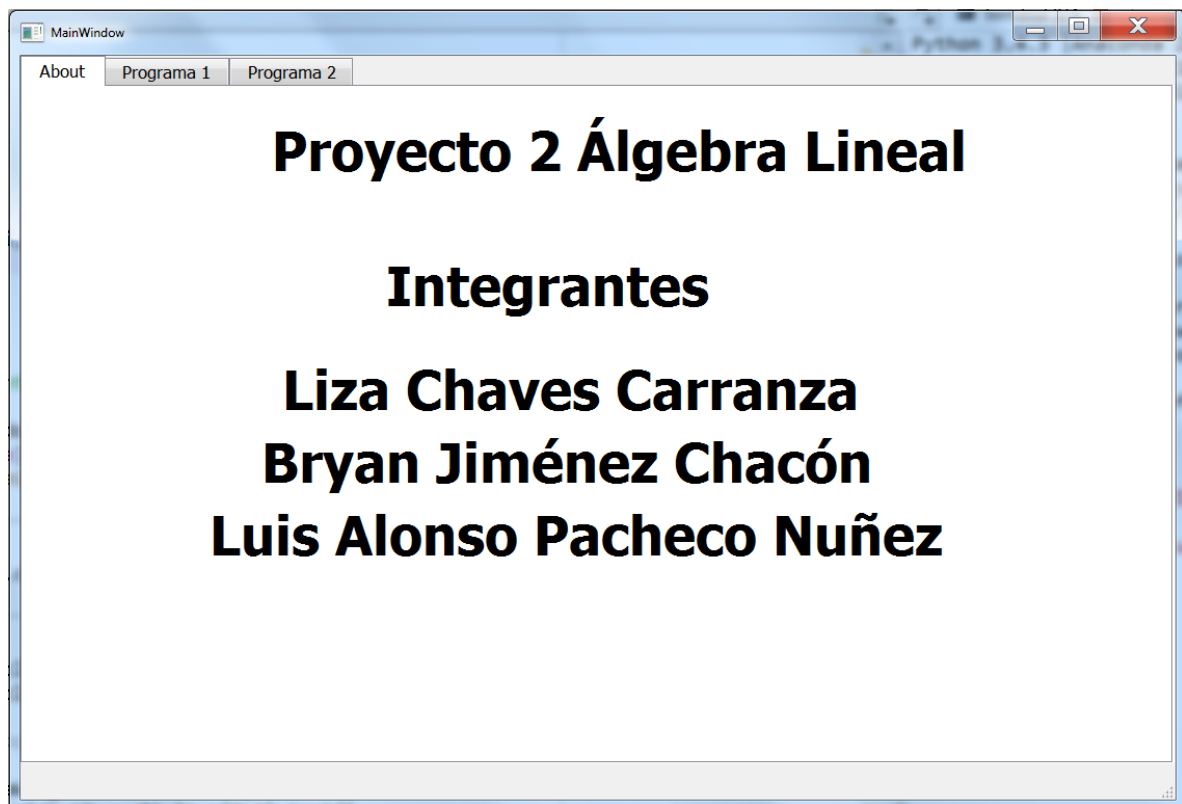 MainWindow
About Programa 1 Programa 2
Proyecto 2 Álgebra Lineal
Integrantes
Liza Chaves Carranza
Bryan Jiménez Chacón
Luis Alonso Pacheco Nuñez